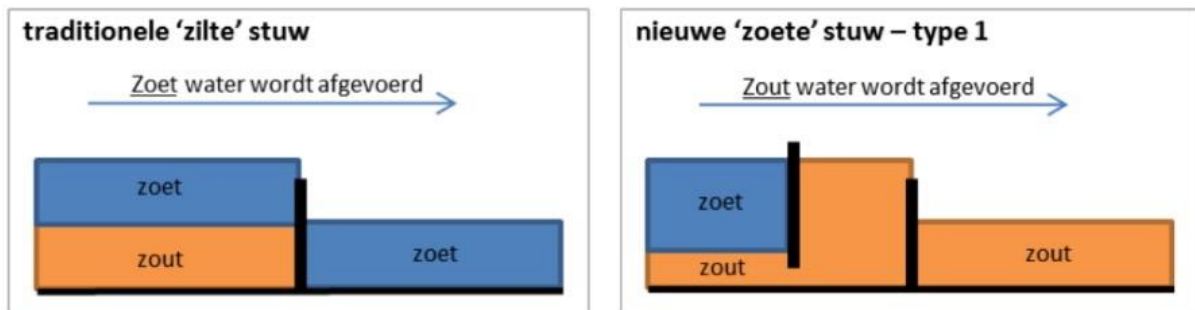 traditionele ‘zilte’ stuw
Zoet water wordt afgevoerd
zoet
zout
zoet
nieuwe ‘zoete’ stuw – type 1
Zout water wordt afgevoerd
zoet
zout
zout